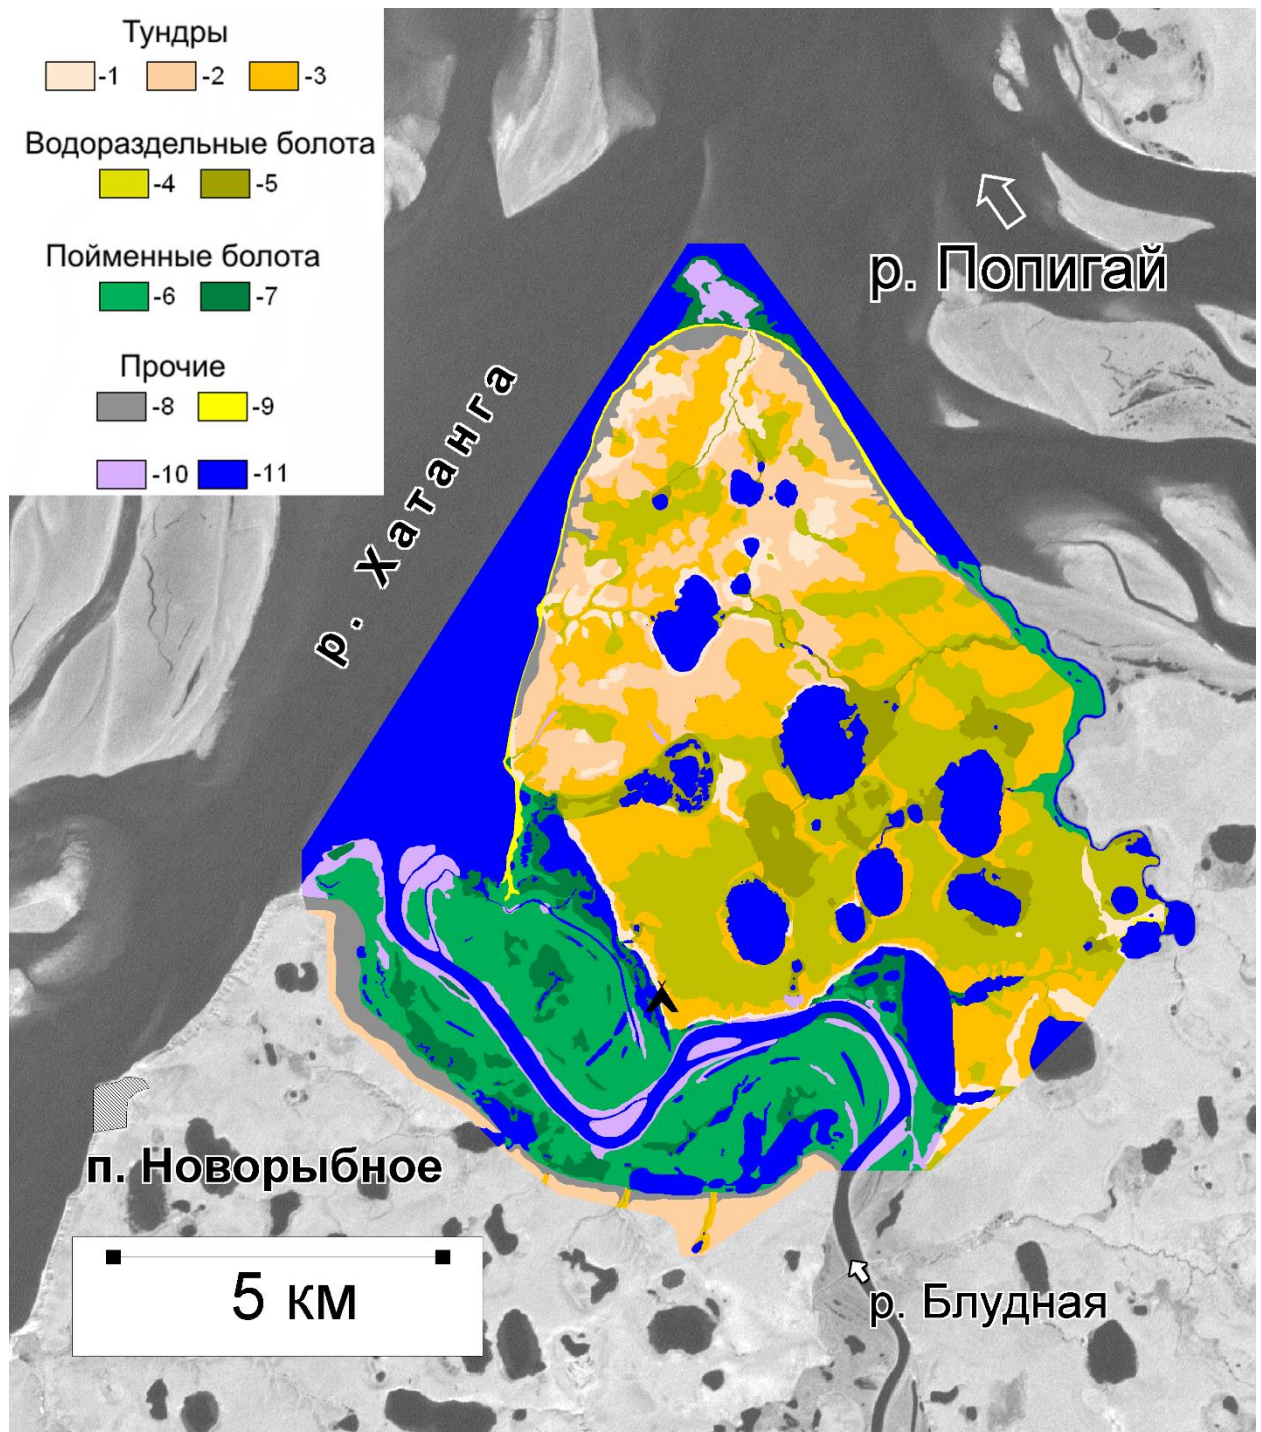 Тундры
-1 -2 -3
Водораздельные болота
-4 -5
Пойменные болота
-6 -7
Прочие
-8 -9
-10 -11
р. Попигай
р. Хатанга
п. Новорыбное
5 км
р. Блудная